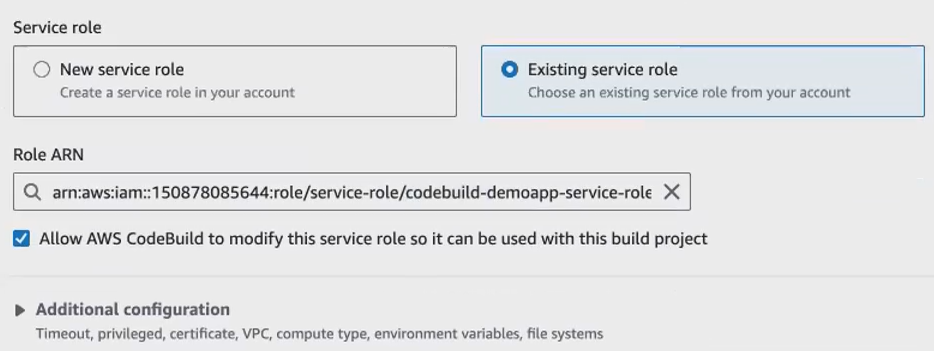 Service role
New service role
Create a service role in your account
Existing service role
Choose an existing service role from your account
Role ARN
arn:aws:iam::150878085644:role/service-role/codebuild-demoapp-service-role
Allow AWS CodeBuild to modify this service role so it can be used with this build project
Additional configuration
Timeout, privileged, certificate, VPC, compute type, environment variables, file systems